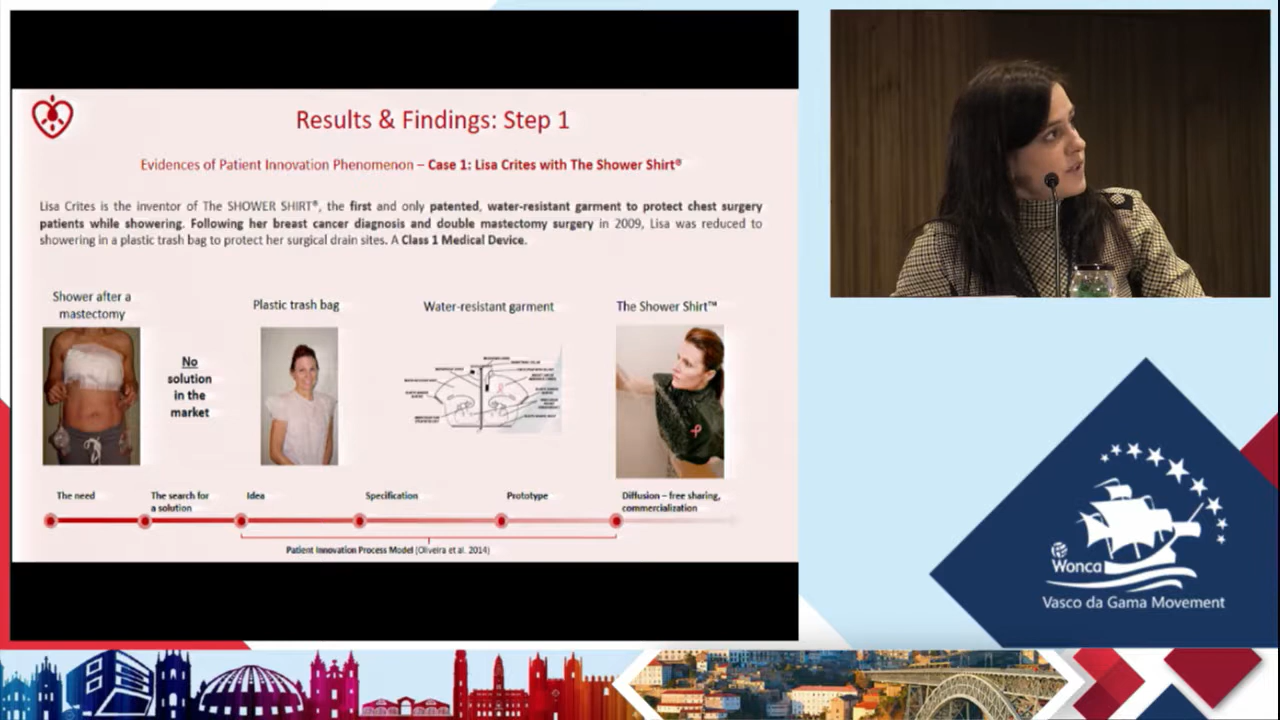 Results & Findings: Step 1
Evidences of Patient Innovation Phenomenon – Case 1: Lisa Crites with The Shower Shirt®
Lisa Crites is the inventor of The SHOWER SHIRT®, the first and only patented, water-resistant garment to protect chest surgery
patients while showering. Following her breast cancer diagnosis and double mastectomy surgery in 2009, Lisa was reduced to
showering in a plastic trash bag to protect her surgical drain sites. A Class 1 Medical Device.
Shower after a
mastectomy
Plastic trash bag
Water-resistant garment
The Shower Shirt™
No
solution
in the
market
The need
The search for
a solution
Idea
Specification
Prototype
Diffusion – free sharing,
commercialization
Patient Innovation Process Model (Oliveira et al. 2014)
Wonca
Vasco da Gama Movement